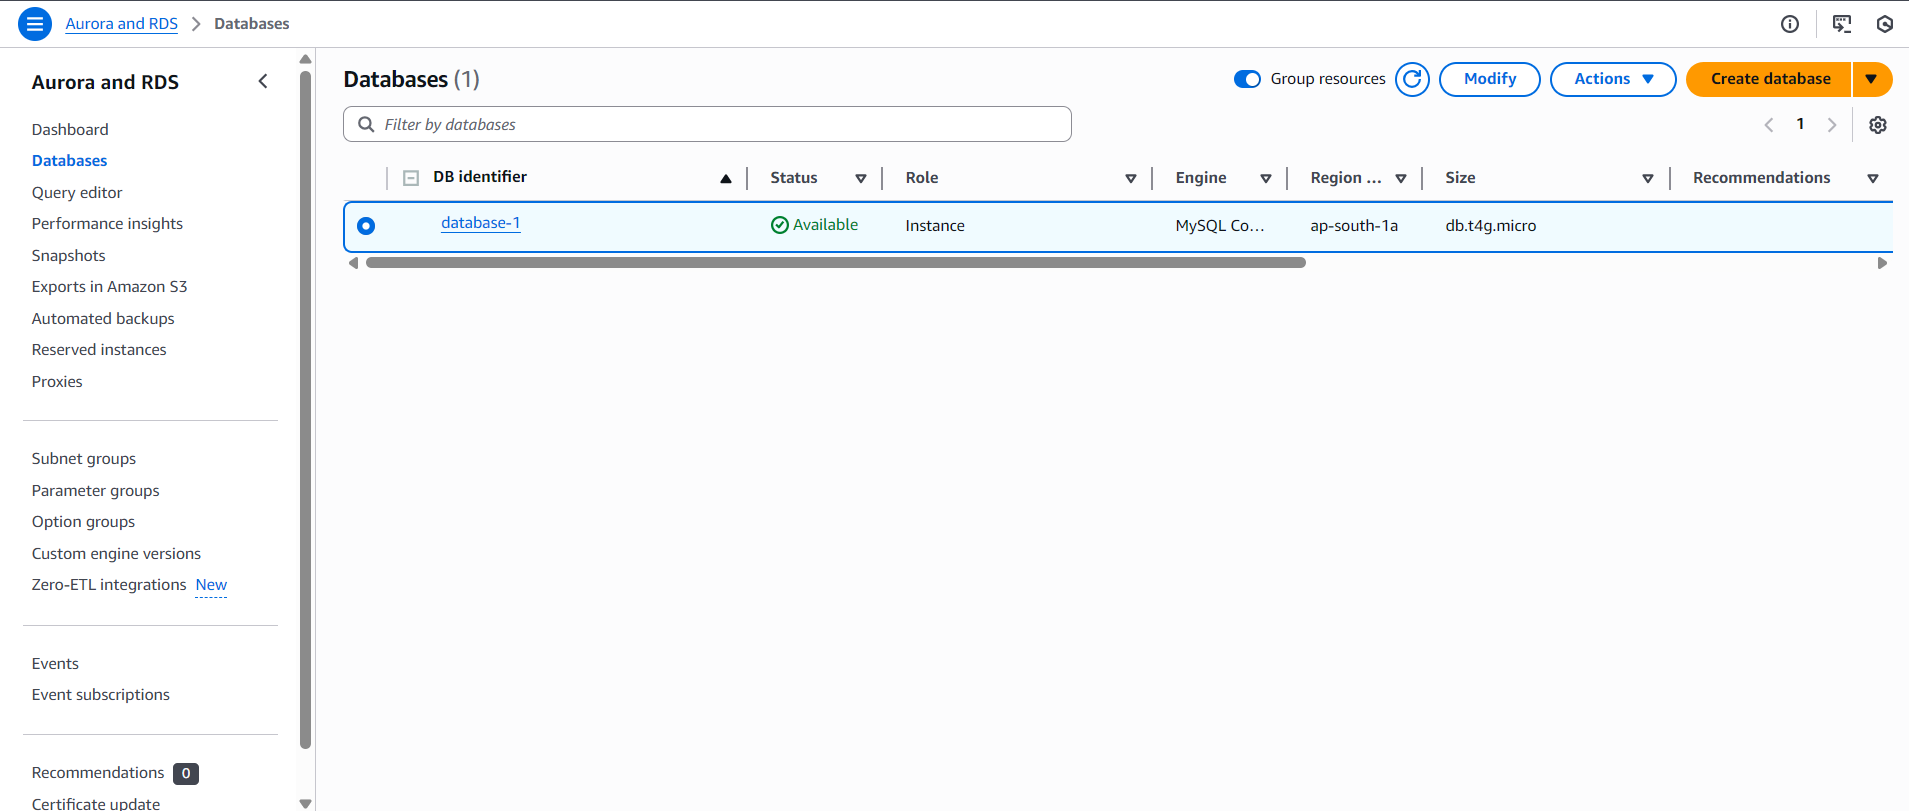 Aurora and RDS > Databases
Aurora and RDS
Dashboard
Databases
Query editor
Performance insights
Snapshots
Exports in Amazon S3
Automated backups
Reserved instances
Proxies
Subnet groups
Parameter groups
Option groups
Custom engine versions
Zero-ETL integrations New
Events
Event subscriptions
Recommendations 0
Certificate update
Databases (1)
Group resources
Modify
Actions
Create database
Filter by databases
1
DB identifier Status Role Engine Region ... Size Recommendations
database-1 Available Instance MySQL Co... ap-south-1a db.t4g.micro